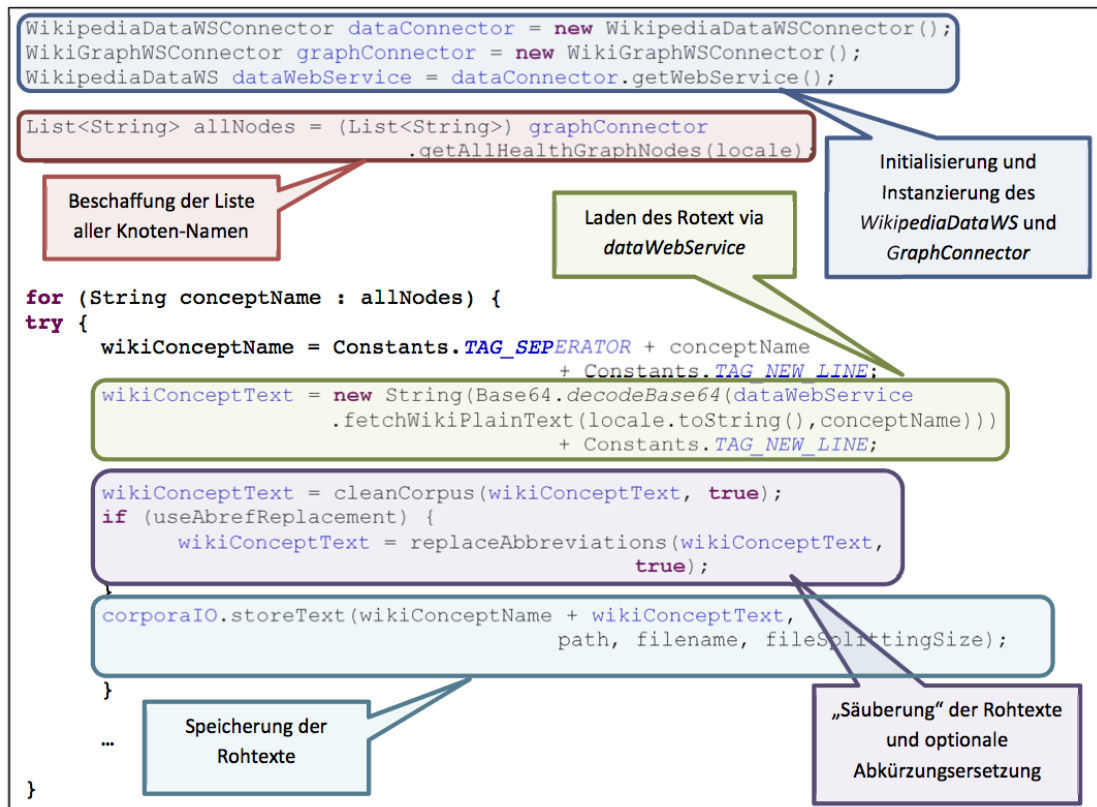 WikipediaDataWSConnector dataConnector = new WikipediaDataWSConnector();
WikiGraphWSConnector graphConnector = new WikiGraphWSConnector();
WikipediaDataWS dataWebService = dataConnector.getWebService();
List<String> allNodes = (List<String>) graphConnector
.getAllHealthGraphNodes(locale);
Initialisierung und
Instanzierung des
WikipediaDataWS und
GraphConnector
Beschaffung der Liste
aller Knoten-Namen
Laden des Rotext via
dataWebService
for (String conceptName : allNodes) {
try {
wikiConceptName = Constants.TAG_SEPERATOR + conceptName
+ Constants.TAG_NEW_LINE;
wikiConceptText = new String(Base64.decodeBase64(dataWebService
.fetchWikiPlainText(locale.toString(),conceptName)))
+ Constants.TAG_NEW_LINE;
wikiConceptText = cleanCorpus(wikiConceptText, true);
if (useAbrefReplacement) {
wikiConceptText = replaceAbbreviations(wikiConceptText,
true);
}
corporaIO.storeText(wikiConceptName + wikiConceptText,
path, filename, fileSplittingSize);
}
Speicherung der
Rohtexte
„Säuberung“ der Rohtexte
und optionale
Abkürzungsersetzung
…
}